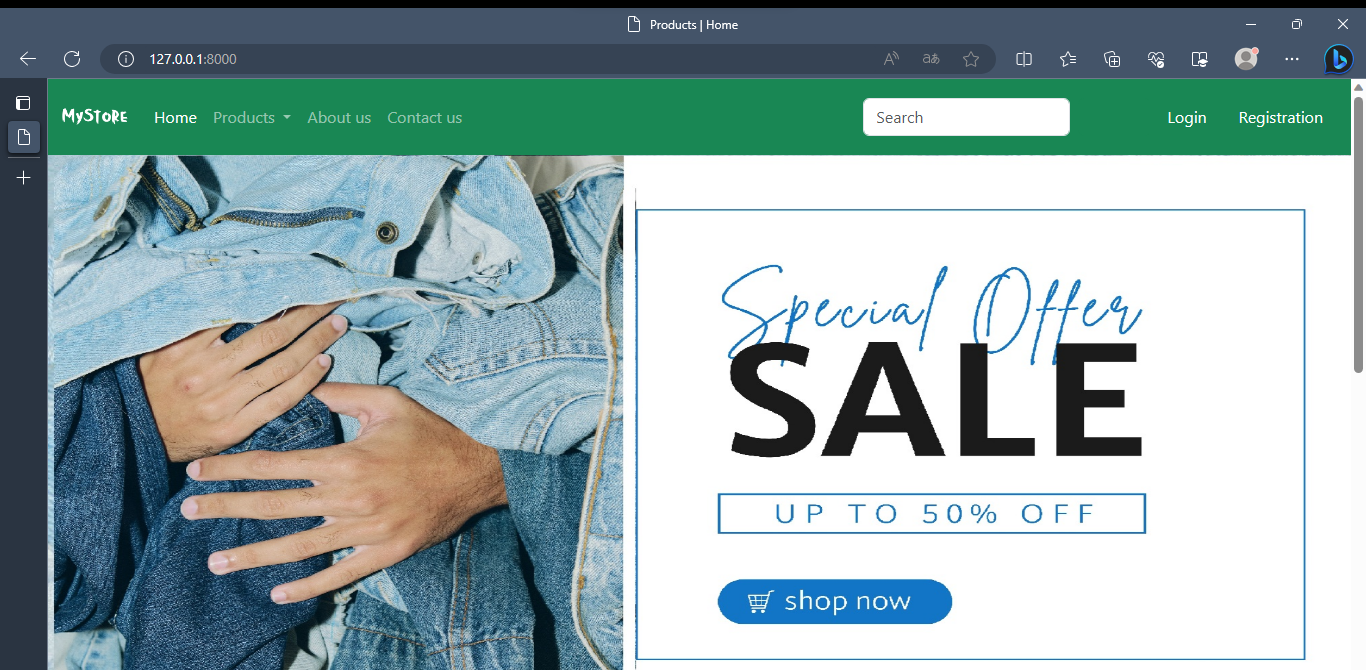 Products | Home
127.0.0.1:8000
MyStore Home Products About us Contact us Search Login Registration
Special Offer
SALE
UP TO 50% OFF
shop now